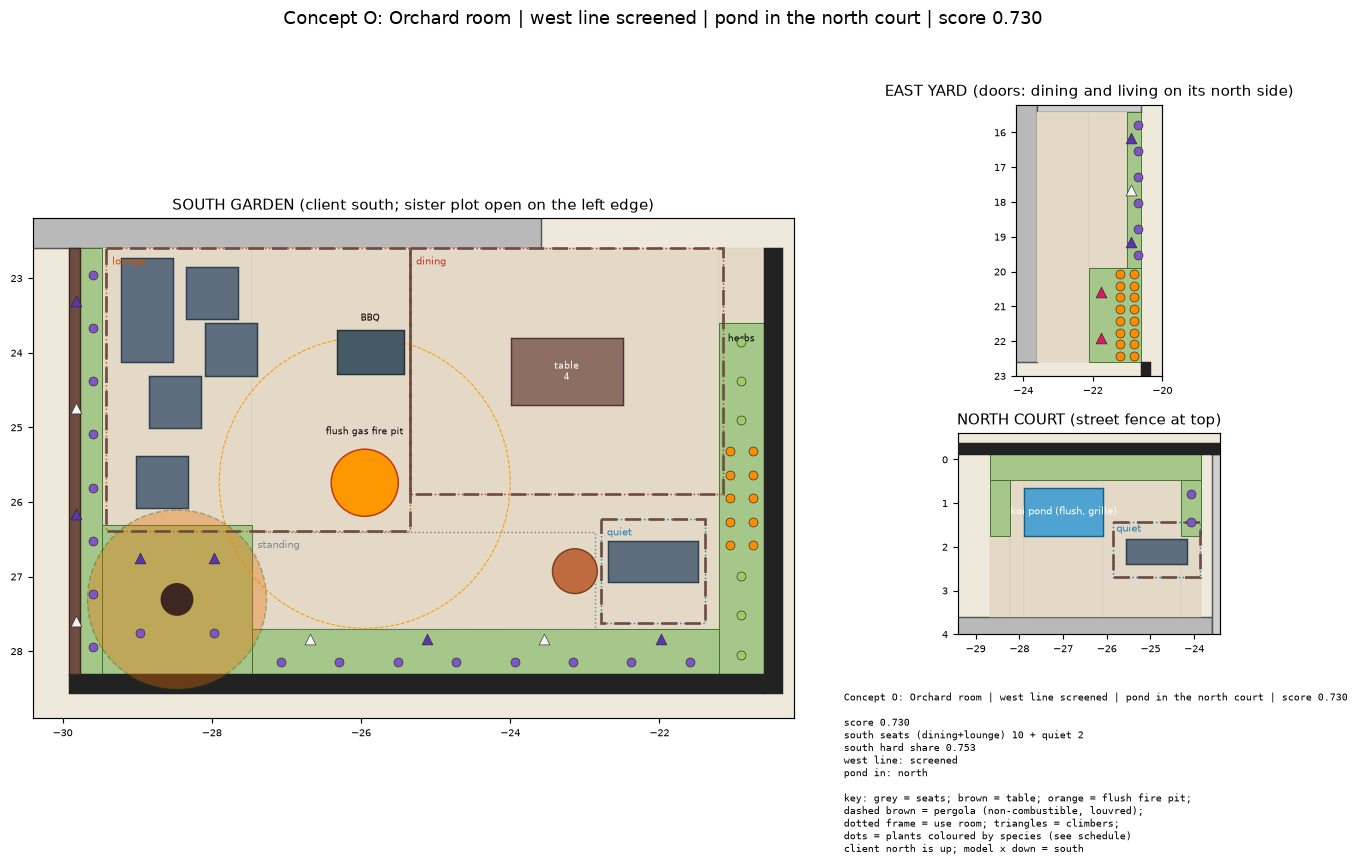 Concept O: Orchard room | west line screened | pond in the north court | score 0.730
EAST YARD (doors: dining and living on its north side)
16
17
18
19
20
21
22
23
−24
−22
−20
SOUTH GARDEN (client south; sister plot open on the left edge)
lounge
dining
BBQ
table
4
herbs
flush gas fire pit
standing
quiet
23
24
25
26
27
28
−30
−28
−26
−24
−22
NORTH COURT (street fence at top)
koi pond (flush, grille)
quiet
0
1
2
3
4
−29
−28
−27
−26
−25
−24
Concept O: Orchard room | west line screened | pond in the north court | score 0.730
score 0.730
south seats (dining+lounge) 10 + quiet 2
south hard share 0.753
west line: screened
pond in: north
key: grey = seats; brown = table; orange = flush fire pit;
dashed brown = pergola (non-combustible, louvred);
dotted frame = use room; triangles = climbers;
dots = plants coloured by species (see schedule)
client north is up; model x down = south